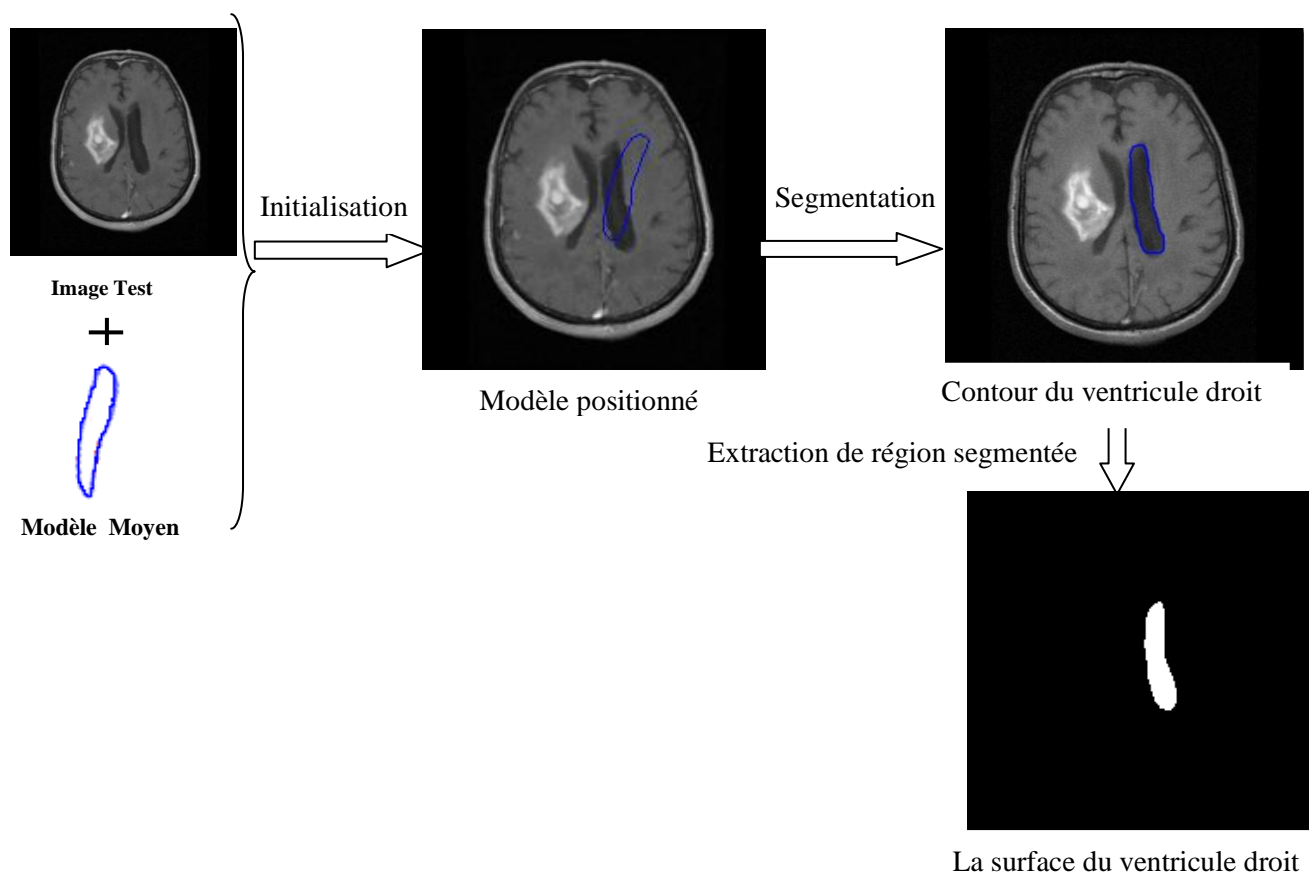 Image Test
+
Modèle Moyen
Initialisation
Modèle positionné
Segmentation
Contour du ventricule droit
Extraction de région segmentée
La surface du ventricule droit